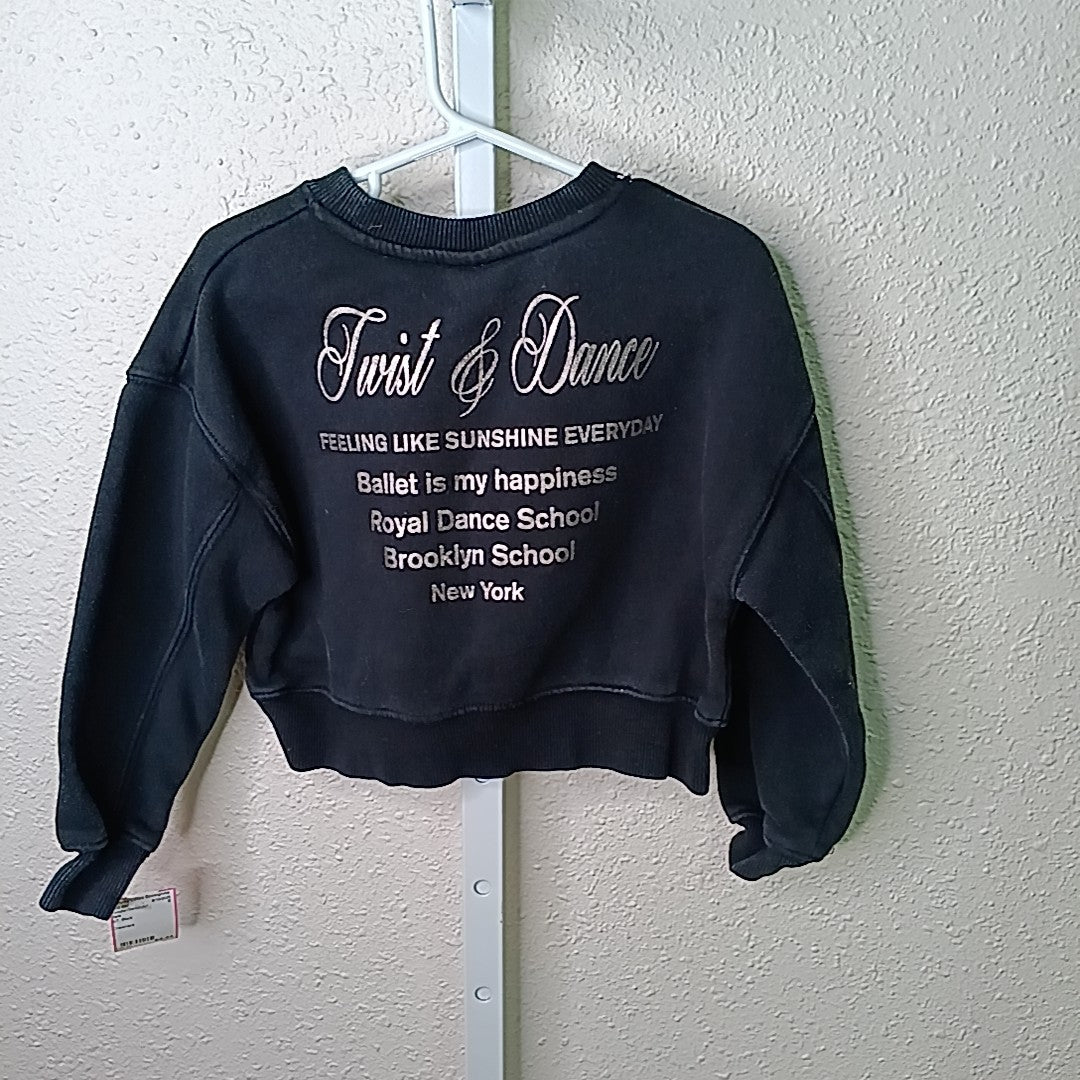 Twist & Dance
FEELING LIKE SUNSHINE EVERYDAY
Ballet is my happiness
Royal Dance School
Brooklyn School
New York